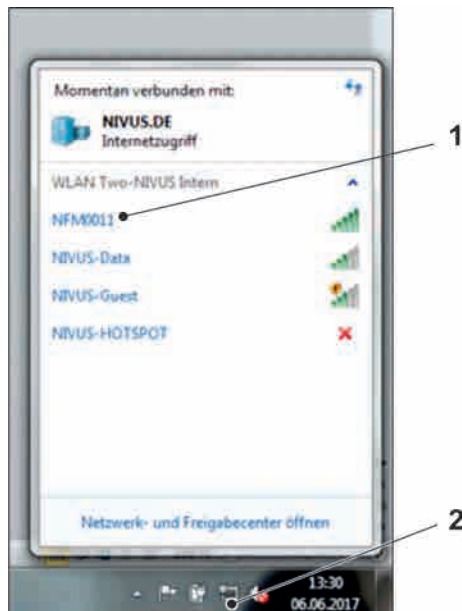 Momentan verbunden mit:
NIVUS.DE
Internetzugriff
WLAN Two-NIVUS Intern
NFM0011
NIVUS-Data
NIVUS-Guest
NIVUS-HOTSPOT
Netzwerk- und Freigabecenter öffnen
13:30
06.06.2017
1
2